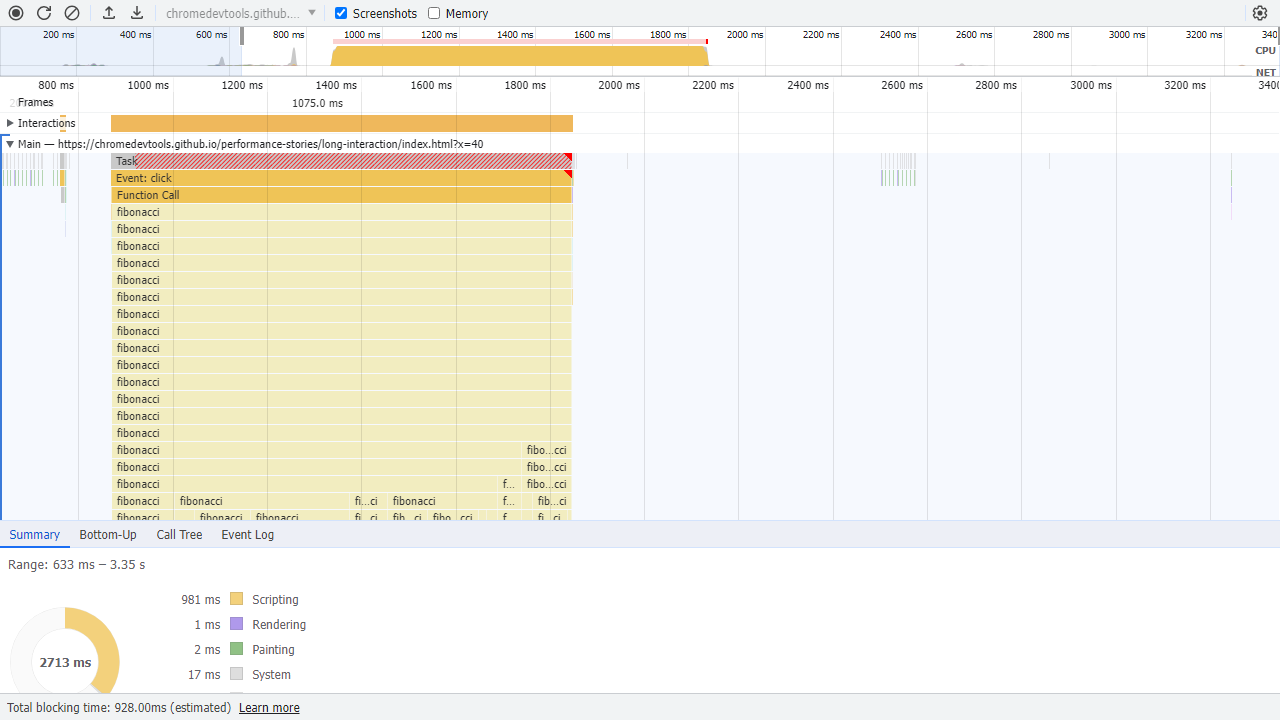 chromedevtools.github.... Screenshots Memory
200 ms 400 ms 600 ms 800 ms 1000 ms 1200 ms 1400 ms 1600 ms 1800 ms 2000 ms 2200 ms 2400 ms 2600 ms 2800 ms 3000 ms 3200 ms 340
CPU
NET
800 ms 1000 ms 1200 ms 1400 ms 1600 ms 1800 ms 2000 ms 2200 ms 2400 ms 2600 ms 2800 ms 3000 ms 3200 ms 3400
Frames 1075.0 ms
Interactions
Main — https://chromedevtools.github.io/performance-stories/long-interaction/index.html?x=40
Task
Event: click
Function Call
fibonacci
fibonacci
fibonacci
fibonacci
fibonacci
fibonacci
fibonacci
fibonacci
fibonacci
fibonacci
fibonacci
fibonacci
fibonacci
fibonacci
fibonacci fibo...cci
fibonacci fibo...cci
fibonacci f... fibo...cci
fibonacci fibonacci fi...ci fibonacci f... fib...cci
fibonacci fibonacci fibonacci fi...ci fib...ci fibo...cci f... fi...ci
Summary Bottom-Up Call Tree Event Log
Range: 633 ms – 3.35 s
981 ms Scripting
1 ms Rendering
2713 ms
2 ms Painting
17 ms System
Total blocking time: 928.00ms (estimated) Learn more